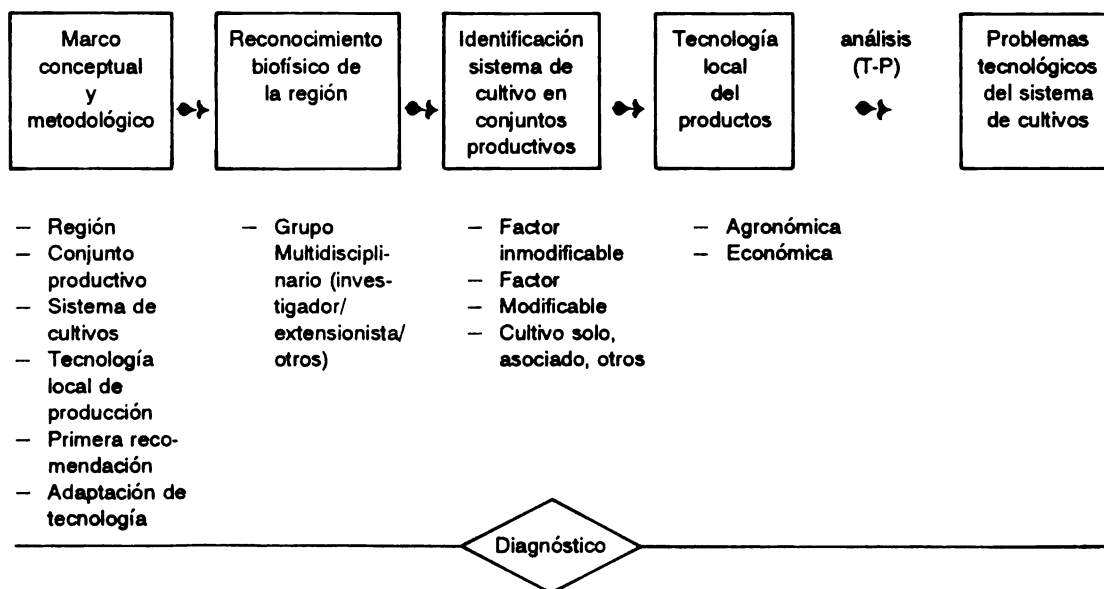 Marco
conceptual
y
metodológico
Reconocimiento
biofísico de
la región
Identificación
sistema de
cultivo en
conjuntos
productivos
Tecnología
local
del
productos
análisis
(T-P)
Problemas
tecnológicos
del sistema
de cultivos
– Región
– Conjunto
productivo
– Sistema de
cultivos
– Tecnología
local de
producción
– Primera reco-
mendación
– Adaptación de
tecnología
– Grupo
Multidiscipli-
nario (inves-
tigador/
extensionista/
otros)
– Factor
inmodificable
– Factor
– Modificable
– Cultivo solo,
asociado, otros
– Agronómica
– Económica
Diagnóstico